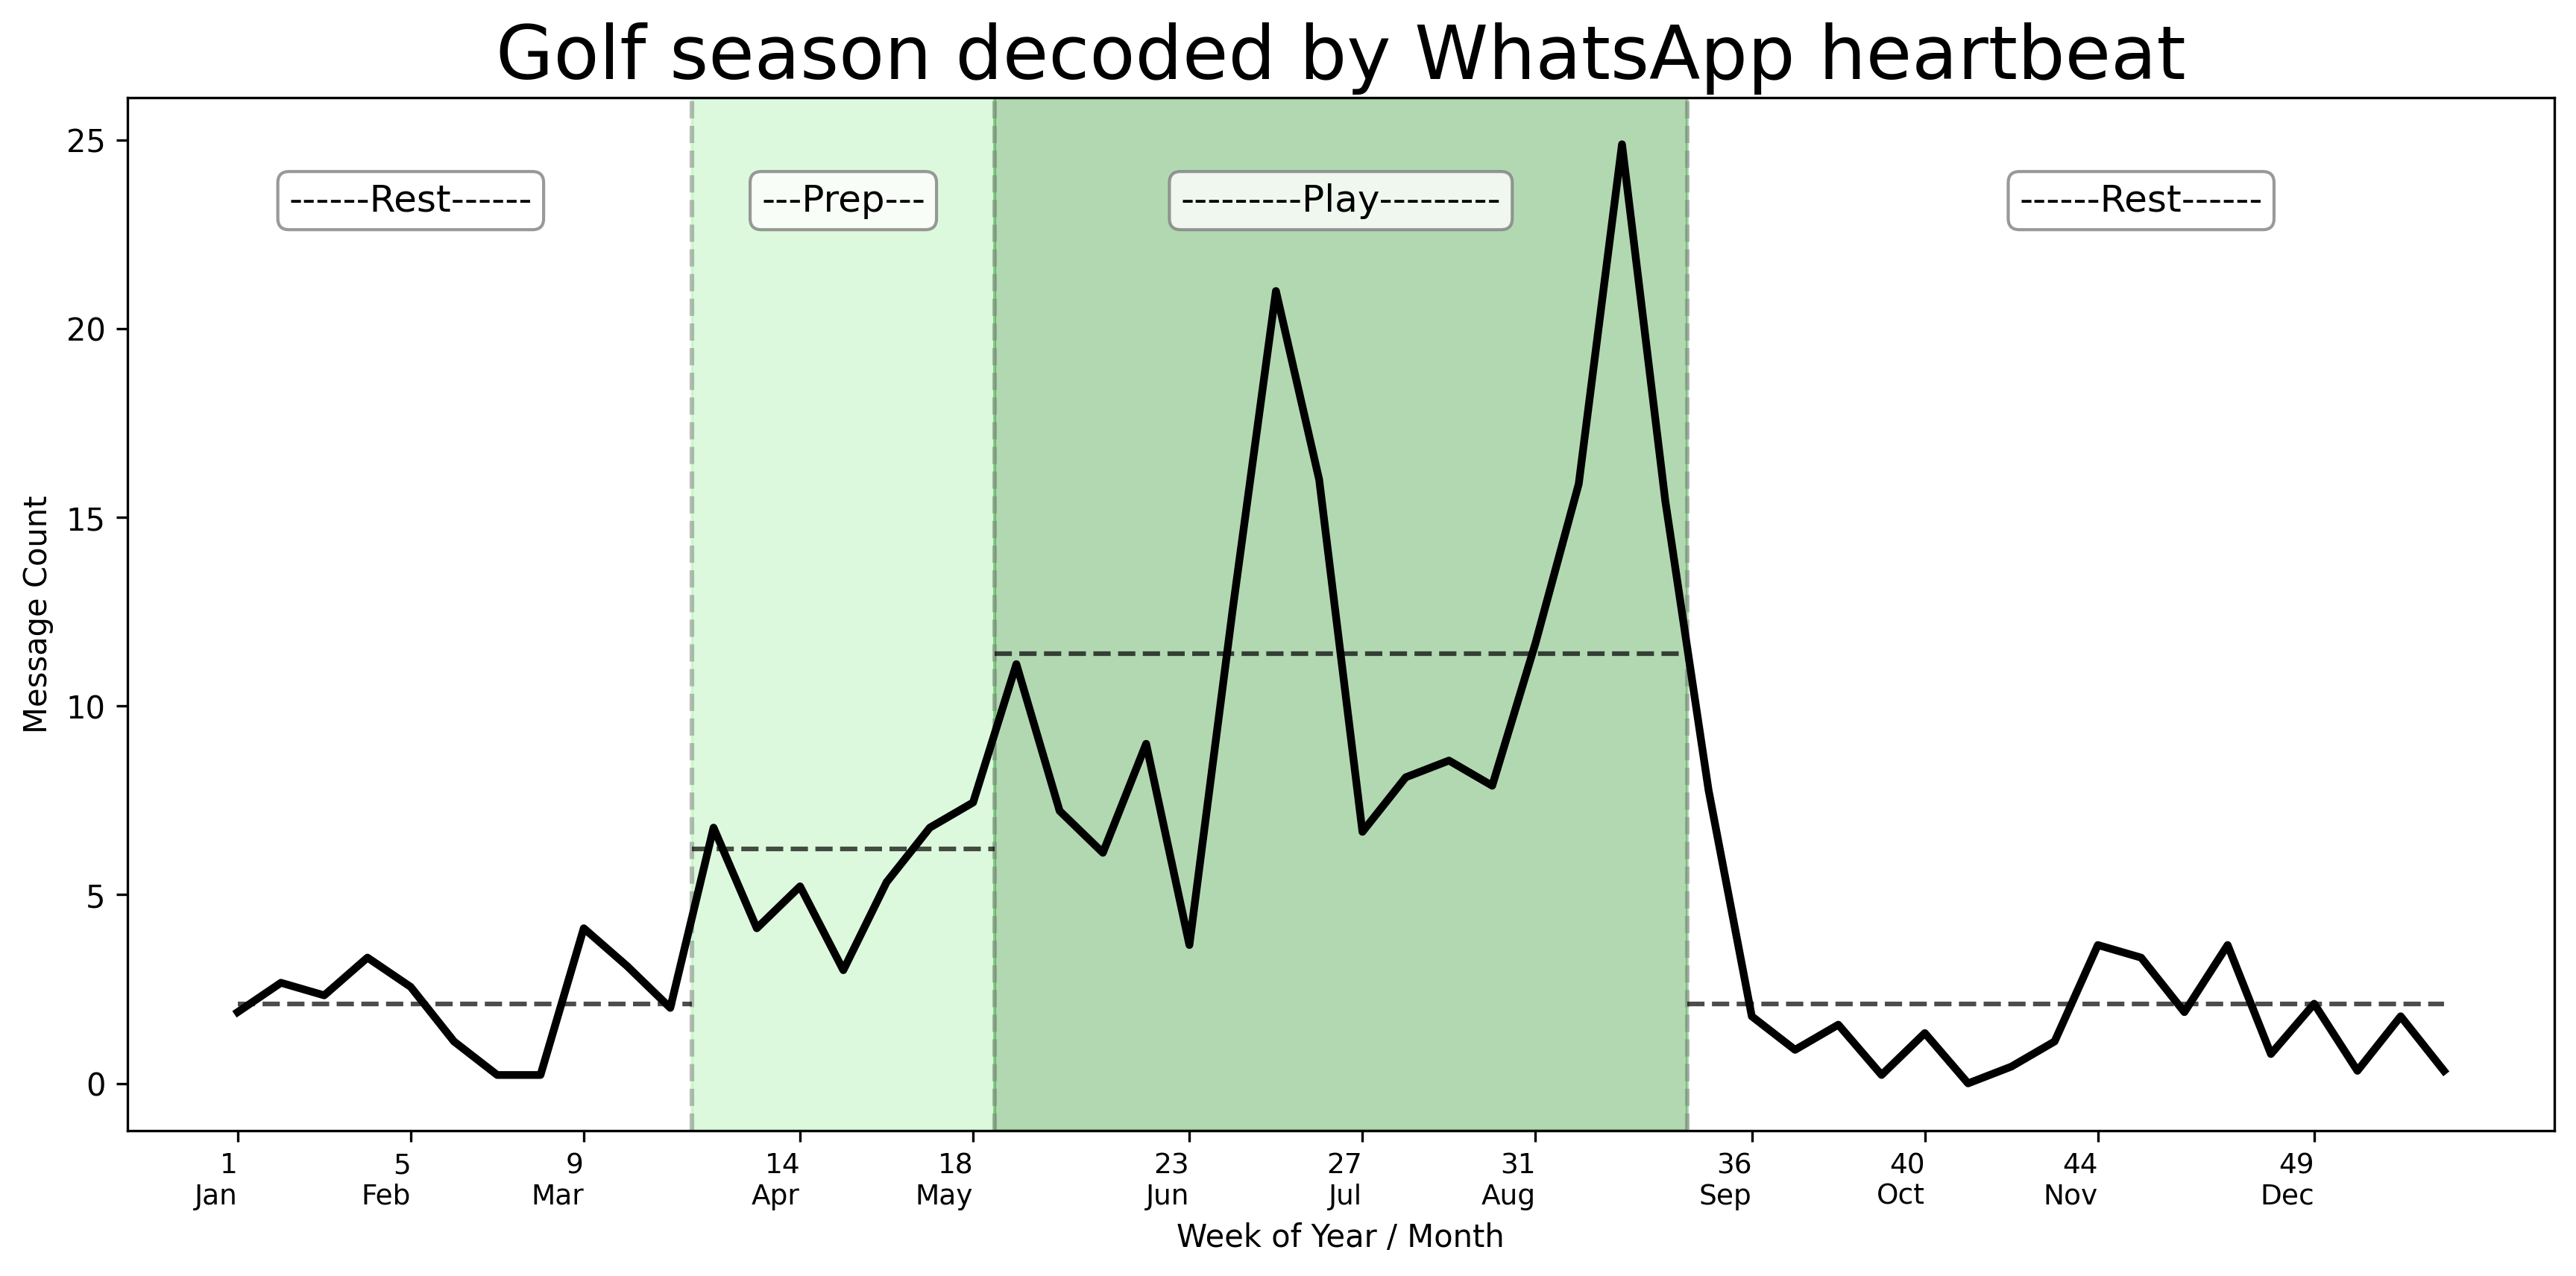 Golf season decoded by WhatsApp heartbeat
25
20
15
10
5
0
Message Count
------Rest------
---Prep---
---------Play---------
------Rest------
1 5 9 14 18 23 27 31 36 40 44 49
Jan Feb Mar Apr May Jun Jul Aug Sep Oct Nov Dec
Week of Year / Month